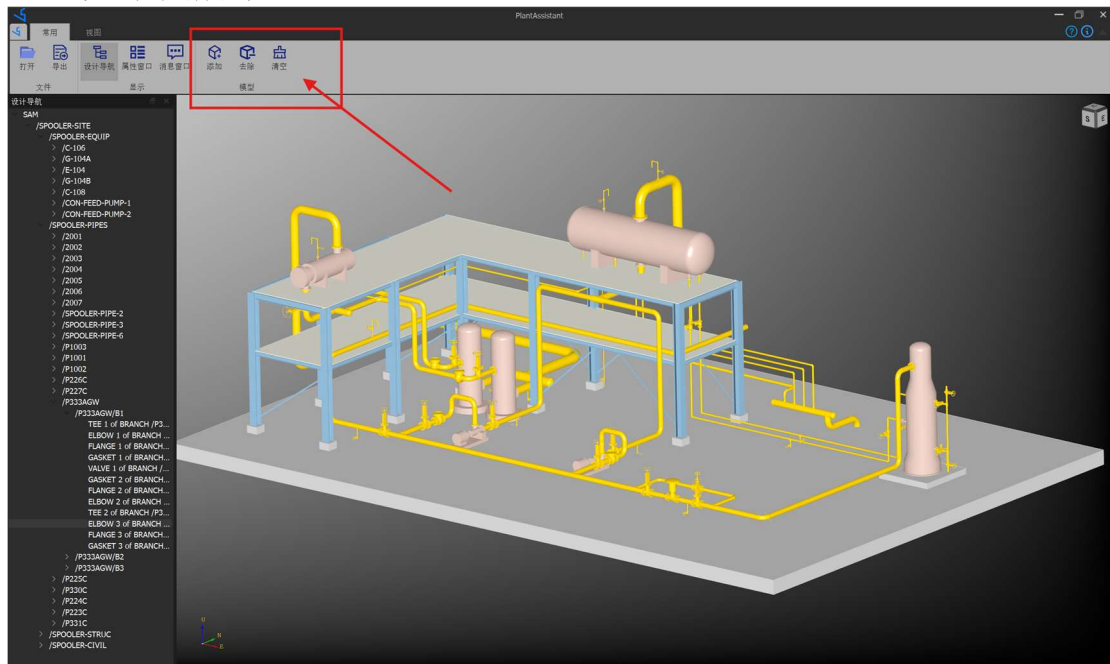 PlantAssistant
常用 视图
打开 导出 设计导航 属性窗口 消息窗口 添加 去除 清空
文件 显示 模型
设计导航
SAM
/SPOOLER-SITE
/SPOOLER-EQUIP
/C-106
/G-104A
/E-104
/G-104B
/C-108
/CON-FEED-PUMP-1
/CON-FEED-PUMP-2
/SPOOLER-PIPES
/2001
/2002
/2003
/2004
/2005
/2006
/2007
/SPOOLER-PIPE-2
/SPOOLER-PIPE-3
/SPOOLER-PIPE-6
/P1003
/P1001
/P1002
/P226C
/P227C
/P333AGW
/P333AGW/B1
TEE 1 of BRANCH /P3...
ELBOW 1 of BRANCH ...
FLANGE 1 of BRANCH...
GASKET 1 of BRANCH...
VALVE 1 of BRANCH /...
GASKET 2 of BRANCH...
FLANGE 2 of BRANCH...
ELBOW 2 of BRANCH ...
TEE 2 of BRANCH /P3...
ELBOW 3 of BRANCH ...
FLANGE 3 of BRANCH...
GASKET 3 of BRANCH...
/P333AGW/B2
/P333AGW/B3
/P225C
/P330C
/P224C
/P223C
/P331C
/SPOOLER-STRUC
/SPOOLER-CIVIL
S E
U
N
E